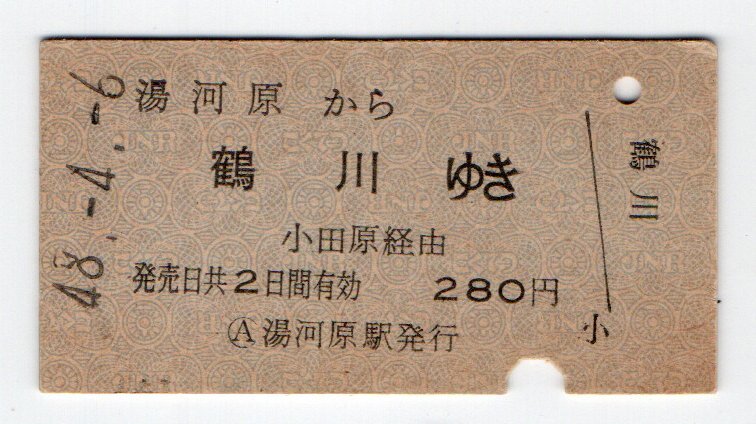 48.-4.-6
湯河原 から
鶴川 ゆき
小田原経由
発売日共2日間有効 280円
Ⓐ湯河原駅発行
鶴川
小